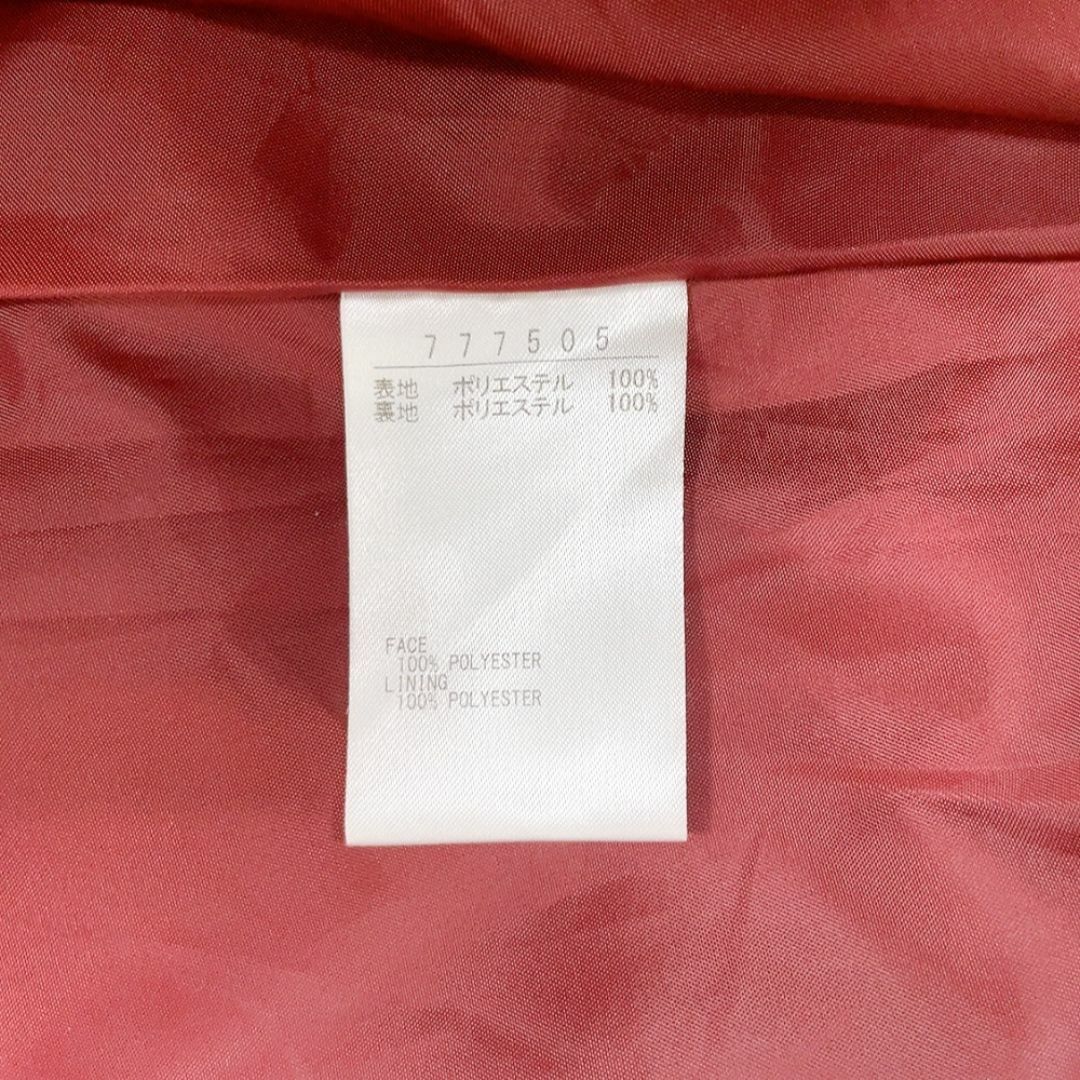 777505
表地 ポリエステル 100%
裏地 ポリエステル 100%
FACE
100% POLYESTER
LINING
100% POLYESTER